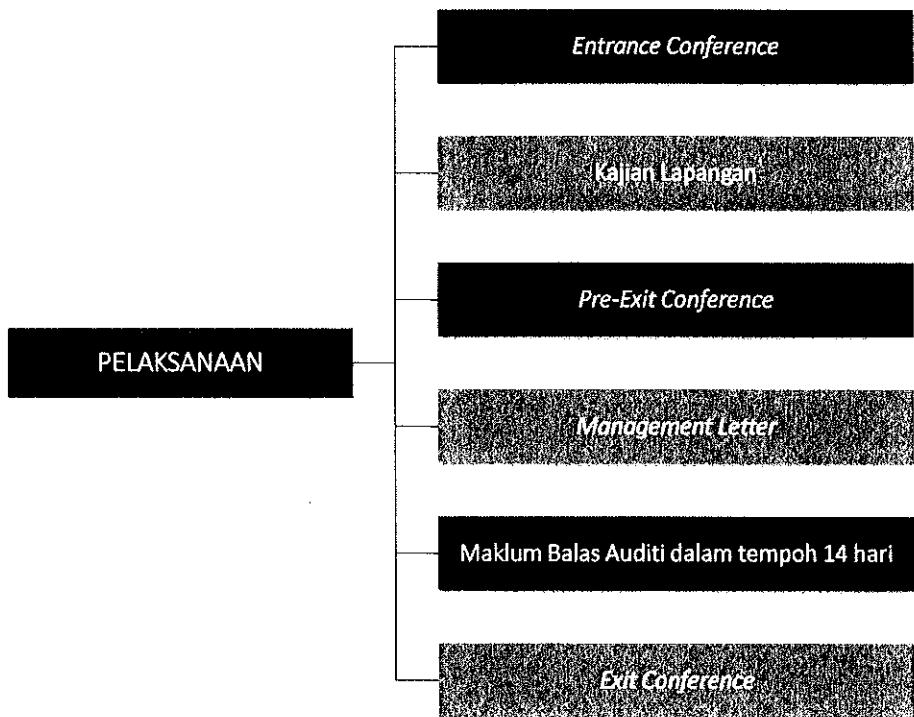 Entrance Conference
Kajian Lapangan
Pre-Exit Conference
PELAKSANAAN
Management Letter
Maklum Balas Auditi dalam tempoh 14 hari
Exit Conference